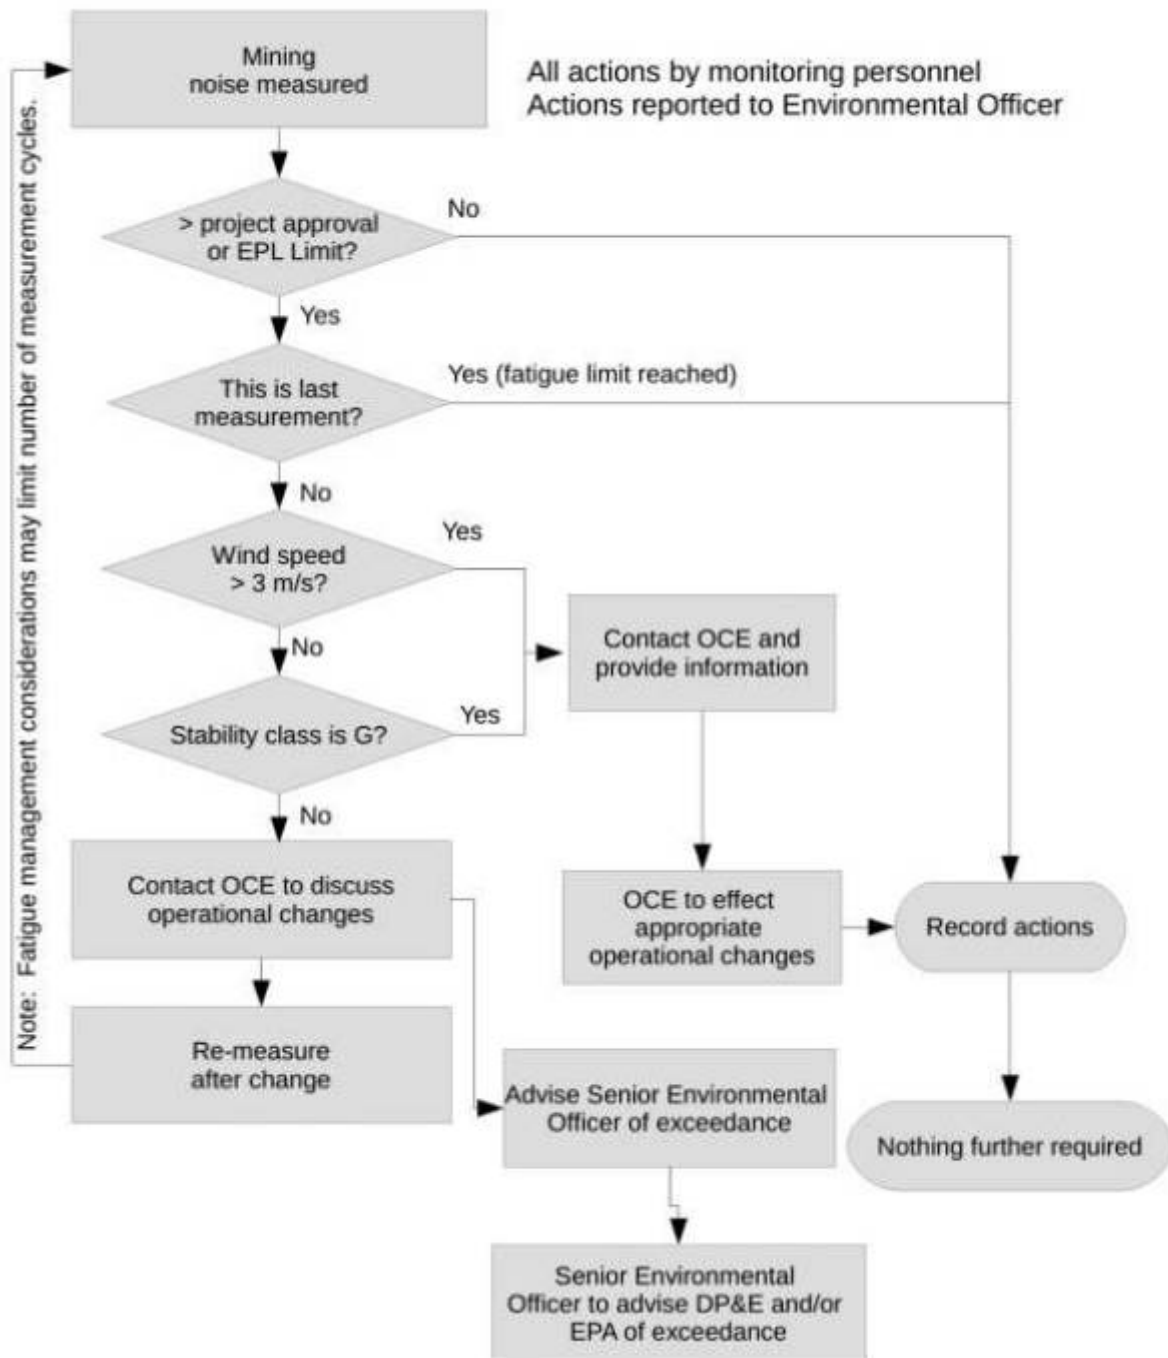 Mining
noise measured
All actions by monitoring personnel
Actions reported to Environmental Officer
Note: Fatigue management considerations may limit number of measurement cycles.
> project approval
or EPL Limit?
No
Yes
This is last
measurement?
Yes (fatigue limit reached)
No
Wind speed
> 3 m/s?
Yes
No
Contact OCE and
provide information
Stability class is G?
Yes
No
Contact OCE to discuss
operational changes
OCE to effect
appropriate
operational changes
Record actions
Re-measure
after change
Advise Senior Environmental
Officer of exceedance
Nothing further required
Senior Environmental
Officer to advise DP&E and/or
EPA of exceedance